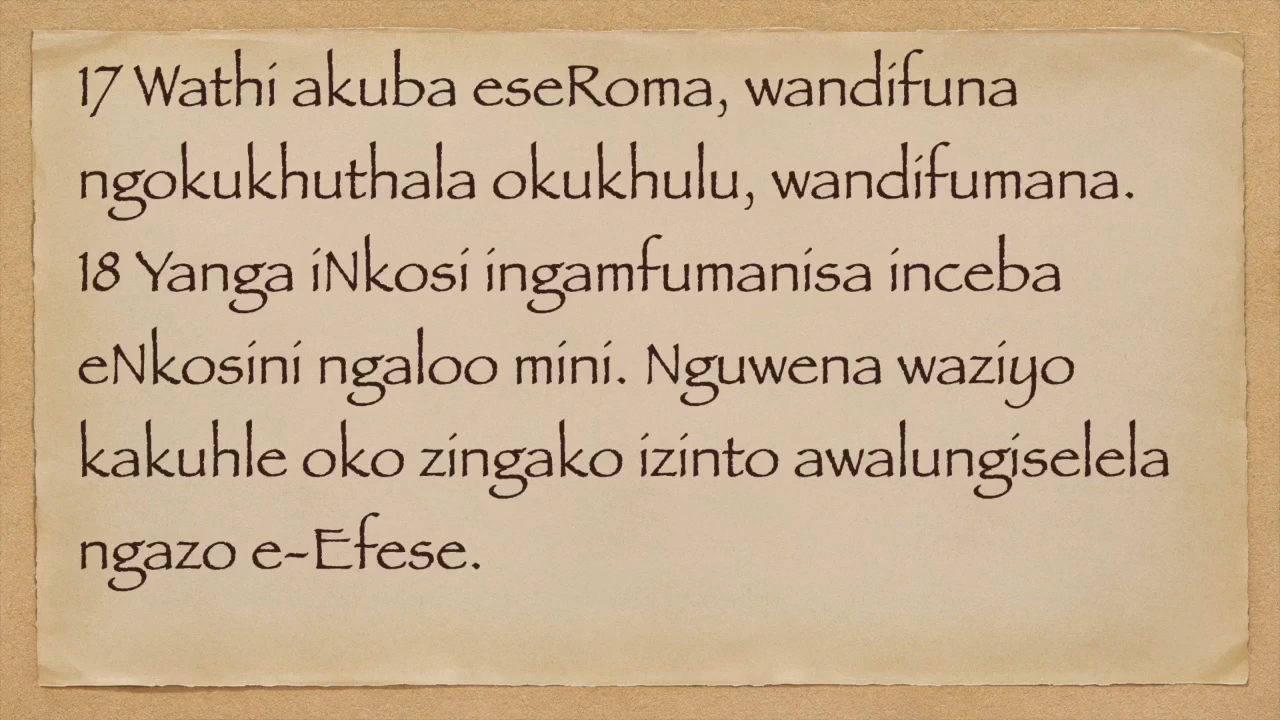 17 Wathi akuba eseRoma, wandifuna
ngokukhuthala okukhulu, wandifumana.
18 Yanga iNkosi ingamfumanisa inceba
eNkosini ngaloo mini. Nguwena waziyo
kakuhle oko zingako izinto awalungiselela
ngazo e-Efese.